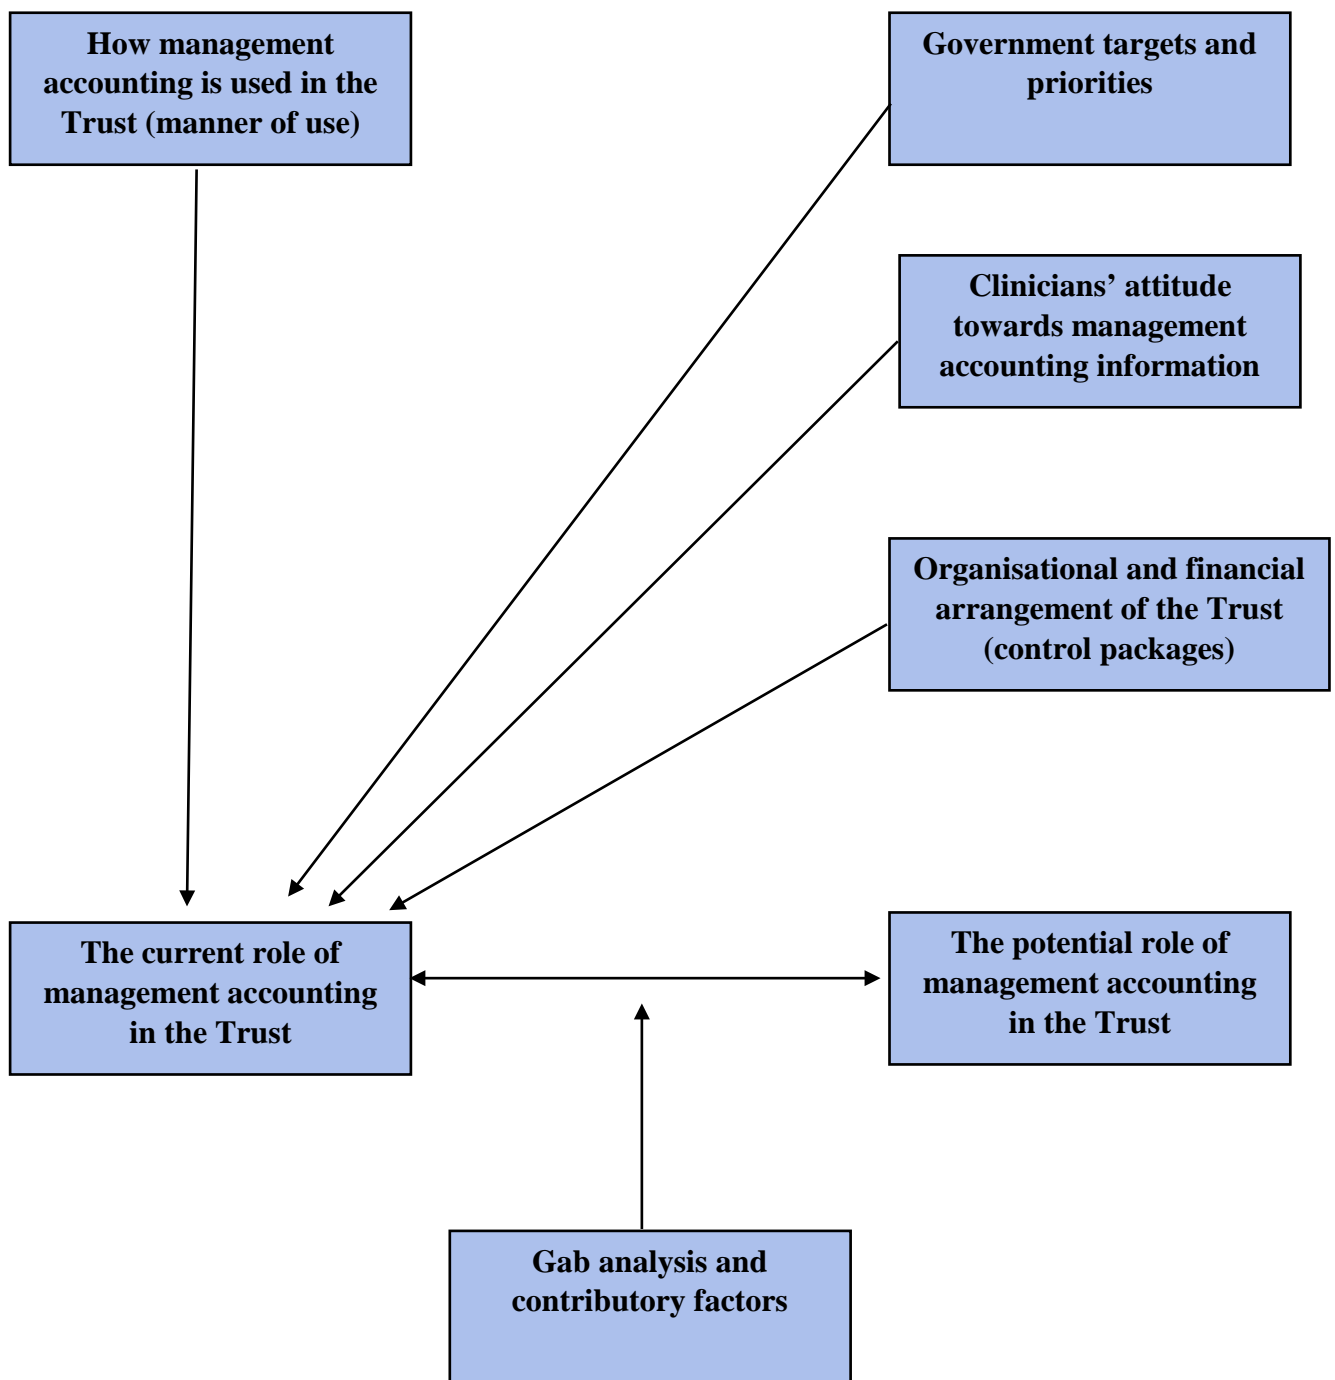 How management
accounting is used in the
Trust (manner of use)
Government targets and
priorities
Clinicians’ attitude
towards management
accounting information
Organisational and financial
arrangement of the Trust
(control packages)
The current role of
management accounting
in the Trust
The potential role of
management accounting
in the Trust
Gab analysis and
contributory factors